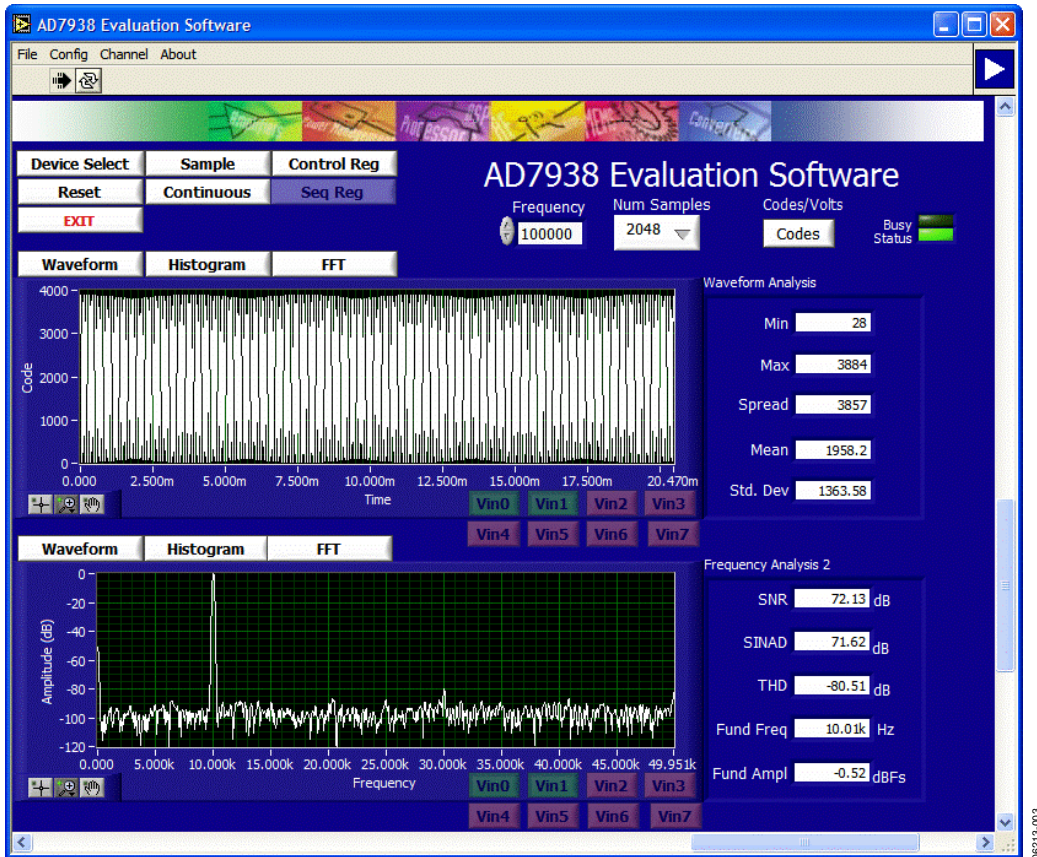 AD7938 Evaluation Software
File Config Channel About
Device Select Sample Control Reg
Reset Continuous Seq Reg
EXIT
AD7938 Evaluation Software
Frequency Num Samples Codes/Volts
100000 2048 Codes
Busy
Status
Waveform Histogram FFT
Waveform Analysis
4000
3000
2000
1000
0
Code
0.000 2.500m 5.000m 7.500m 10.000m 12.500m 15.000m 17.500m 20.470m
Time
Vin0 Vin1 Vin2 Vin3
Vin4 Vin5 Vin6 Vin7
Min 28
Max 3884
Spread 3857
Mean 1958.2
Std. Dev 1363.58
Waveform Histogram FFT
Frequency Analysis 2
0
-20
-40
-60
-80
-100
-120
Amplitude (dB)
0.000 5.000k 10.000k 15.000k 20.000k 25.000k 30.000k 35.000k 40.000k 45.000k 49.951k
Frequency
Vin0 Vin1 Vin2 Vin3
Vin4 Vin5 Vin6 Vin7
SNR 72.13 dB
SINAD 71.62 dB
THD -80.51 dB
Fund Freq 10.01k Hz
Fund Ampl -0.52 dBFs